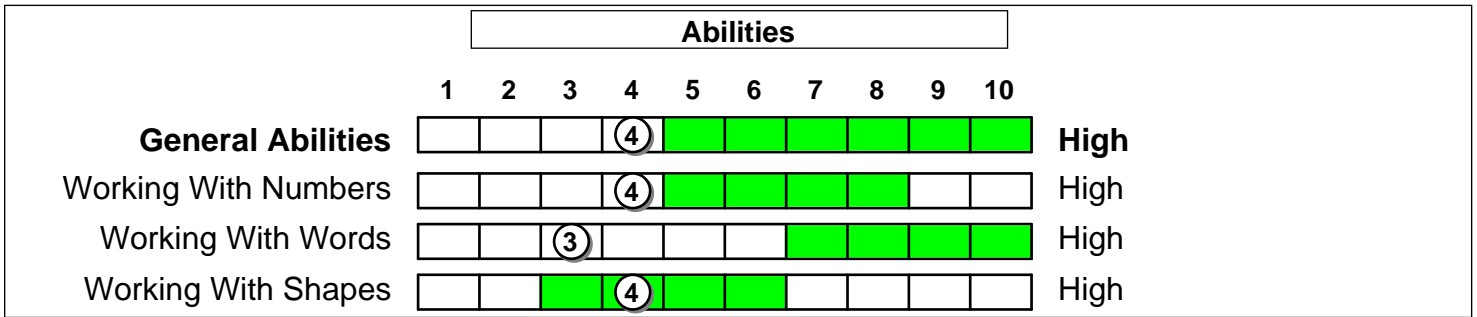 Abilities
1 2 3 4 5 6 7 8 9 10
General Abilities 4 High
Working With Numbers 4 High
Working With Words 3 High
Working With Shapes 4 High